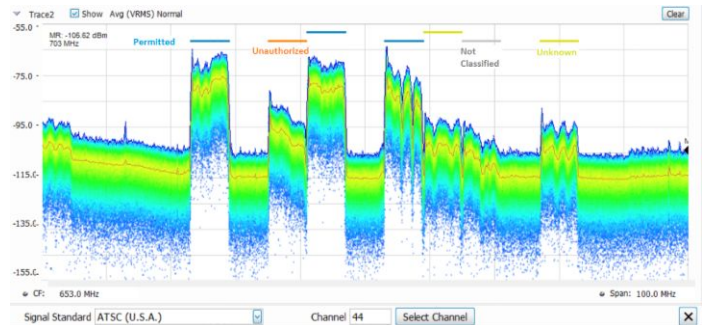 Trace2 Show Avg (VRMS) Normal Clear
-55.0
MR: -105.62 dBm
703 MHz
Permitted
Unauthorized
Not
Classified
Unknown
-75.0
-95.0
-115.0
-135.0
-155.0
CF: 653.0 MHz Span: 100.0 MHz
Signal Standard ATSC (U.S.A.) Channel 44 Select Channel